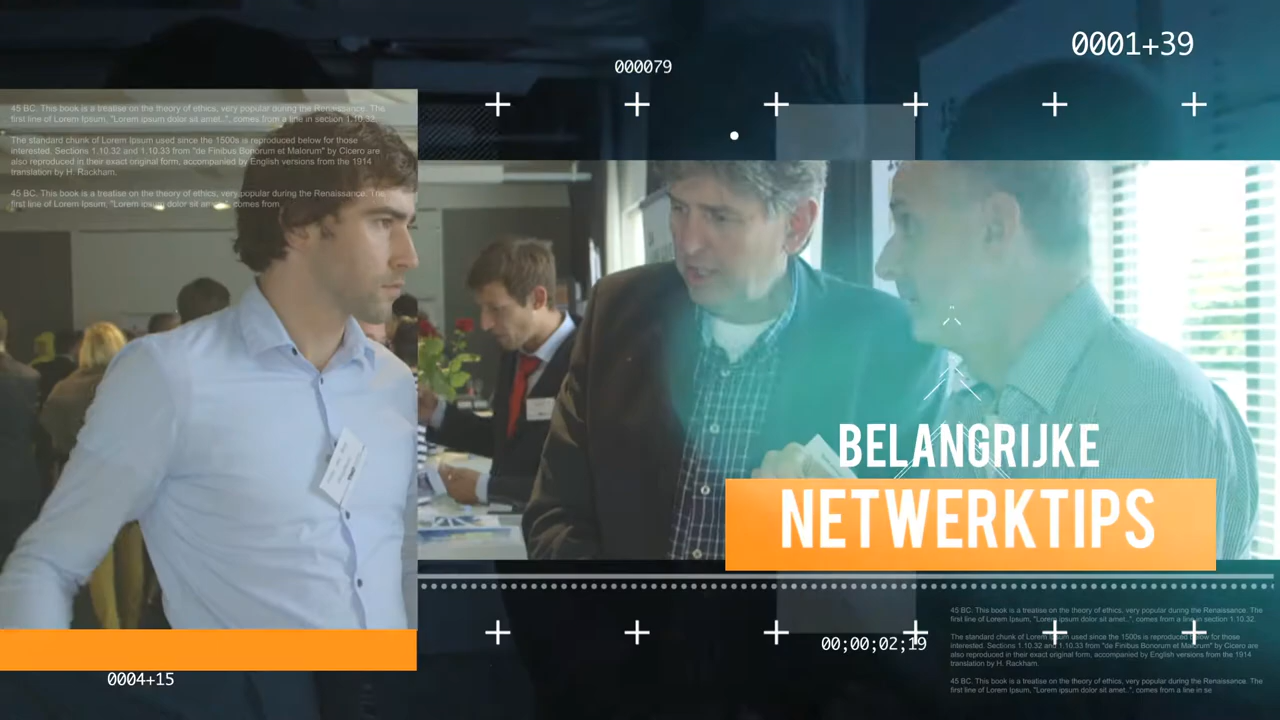 0001+39
000079
45 BC. This book is a treatise on the theory of ethics, very popular during the Renaissance. The
first line of Lorem Ipsum, "Lorem ipsum dolor sit amet..", comes from a line in section 1.10.32.
The standard chunk of Lorem Ipsum used since the 1500s is reproduced below for those
interested. Sections 1.10.32 and 1.10.33 from "de Finibus Bonorum et Malorum" by Cicero are
also reproduced in their exact original form, accompanied by English versions from the 1914
translation by H. Rackham.
45 BC. This book is a treatise on the theory of ethics, very popular during the Renaissance. The
first line of Lorem Ipsum, "Lorem ipsum dolor sit amet..", comes from
BELANGRIJKE
NETWERKTIPS
45 BC. This book is a treatise on the theory of ethics, very popular during the Renaissance. The
first line of Lorem Ipsum, "Lorem ipsum dolor sit amet..", comes from a line in section 1.10.32.
The standard chunk of Lorem Ipsum used since the 1500s is reproduced below for those
interested. Sections 1.10.32 and 1.10.33 from "de Finibus Bonorum et Malorum" by Cicero are
also reproduced in their exact original form, accompanied by English versions from the 1914
translation by H. Rackham.
45 BC. This book is a treatise on the theory of ethics, very popular during the Renaissance. The
first line of Lorem Ipsum, "Lorem ipsum dolor sit amet..", comes from a line in se
00;00;02;19
0004+15